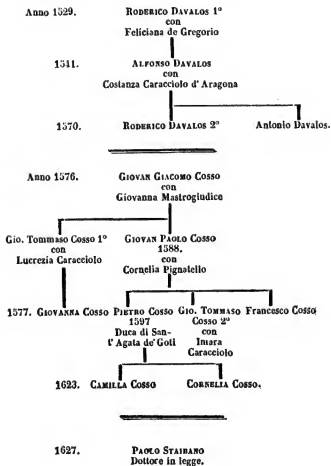 Anno 1529. RODERICO DAVALOS 1°
con
Feliciana de Gregorio
1541. ALFONSO DAVALOS
con
Costanza Caracciolo d' Aragona
1570. RODERICO DAVALOS 2° Antonio Davalos.
Anno 1576. GIOVAN GIACOMO COSSO
con
Giovanna Mastrogiudice
Gio. Tommaso Cosso 1° GIOVAN PAOLO COSSO
con 1588.
Lucrezia Caracciolo con
Cornelia Pignatello
1577. GIOVANNA COSSO PIETRO COSSO Gio. TOMMASO Francesco Cosso
1597 Cosso 2°
Duca di San- con
t' Agata de' Goti Imara
Caracciolo
1623. CAMILLA COSSO CORNELIA COSSO.
1627. PAOLO STAIBANO
Dottore in legge.